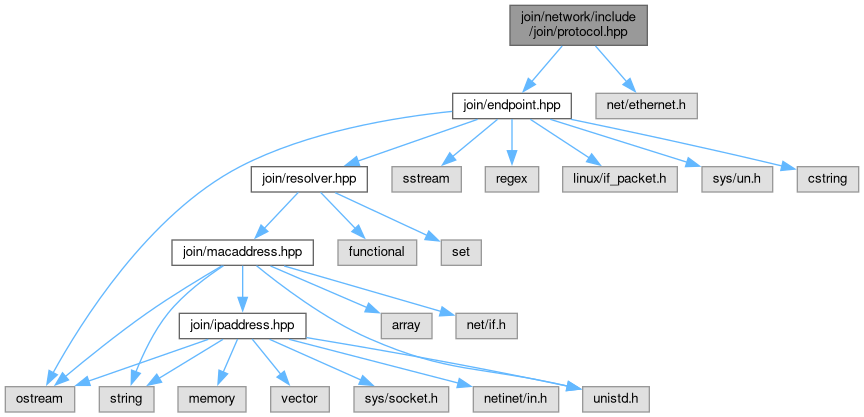 join/network/include
/join/protocol.hpp
join/endpoint.hpp
net/ethernet.h
join/resolver.hpp
sstream
regex
linux/if_packet.h
sys/un.h
cstring
join/macaddress.hpp
functional
set
join/ipaddress.hpp
array
net/if.h
ostream
string
memory
vector
sys/socket.h
netinet/in.h
unistd.h